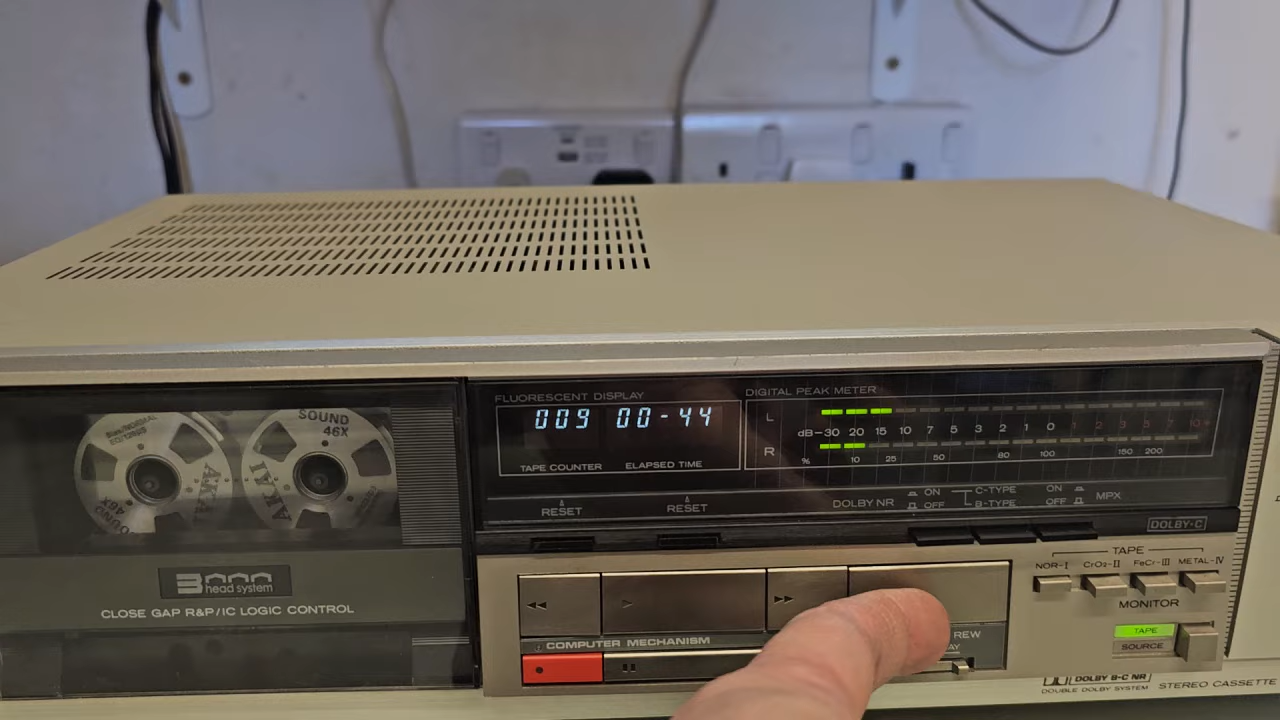 SOUND
46X
AKAI
AKAI
SOUND
46X
3000
head system
CLOSE GAP R&P/IC LOGIC CONTROL
FLUORESCENT DISPLAY
009 00-44
TAPE COUNTER ELAPSED TIME
RESET RESET
DIGITAL PEAK METER
L
dB-30 20 15 10 7 5 3 2 1 0 1 2 3 5 7 10+
R
% 10 25 50 80 100 150 200
DOLBY NR ON OFF C-TYPE B-TYPE ON OFF MPX
DOLBY-C
COMPUTER MECHANISM
REW
TAPE
NOR-I CrO2-II FeCr-III METAL-IV
MONITOR
TAPE
SOURCE
DOLBY B-C NR
DOUBLE DOLBY SYSTEM STEREO CASSETTE